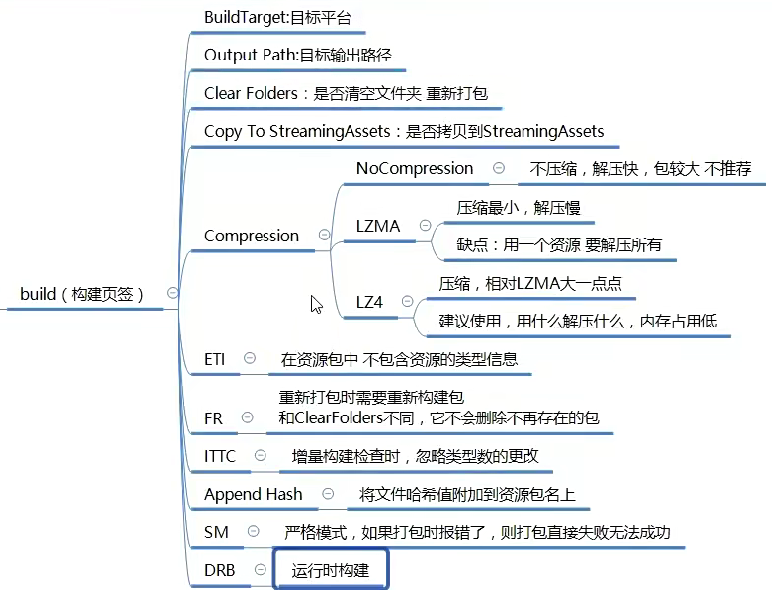 BuildTarget:目标平台
Output Path:目标输出路径
Clear Folders：是否清空文件夹 重新打包
Copy To StreamingAssets：是否拷贝到StreamingAssets
NoCompression
不压缩，解压快，包较大 不推荐
Compression
LZMA
压缩最小，解压慢
缺点：用一个资源 要解压所有
LZ4
压缩，相对LZMA大一点点
建议使用，用什么解压什么，内存占用低
build（构建页签）
ETI
在资源包中 不包含资源的类型信息
FR
重新打包时需要重新构建包
和ClearFolders不同，它不会删除不再存在的包
ITTC
增量构建检查时，忽略类型数的更改
Append Hash
将文件哈希值附加到资源包名上
SM
严格模式，如果打包时报错了，则打包直接失败无法成功
DRB
运行时构建